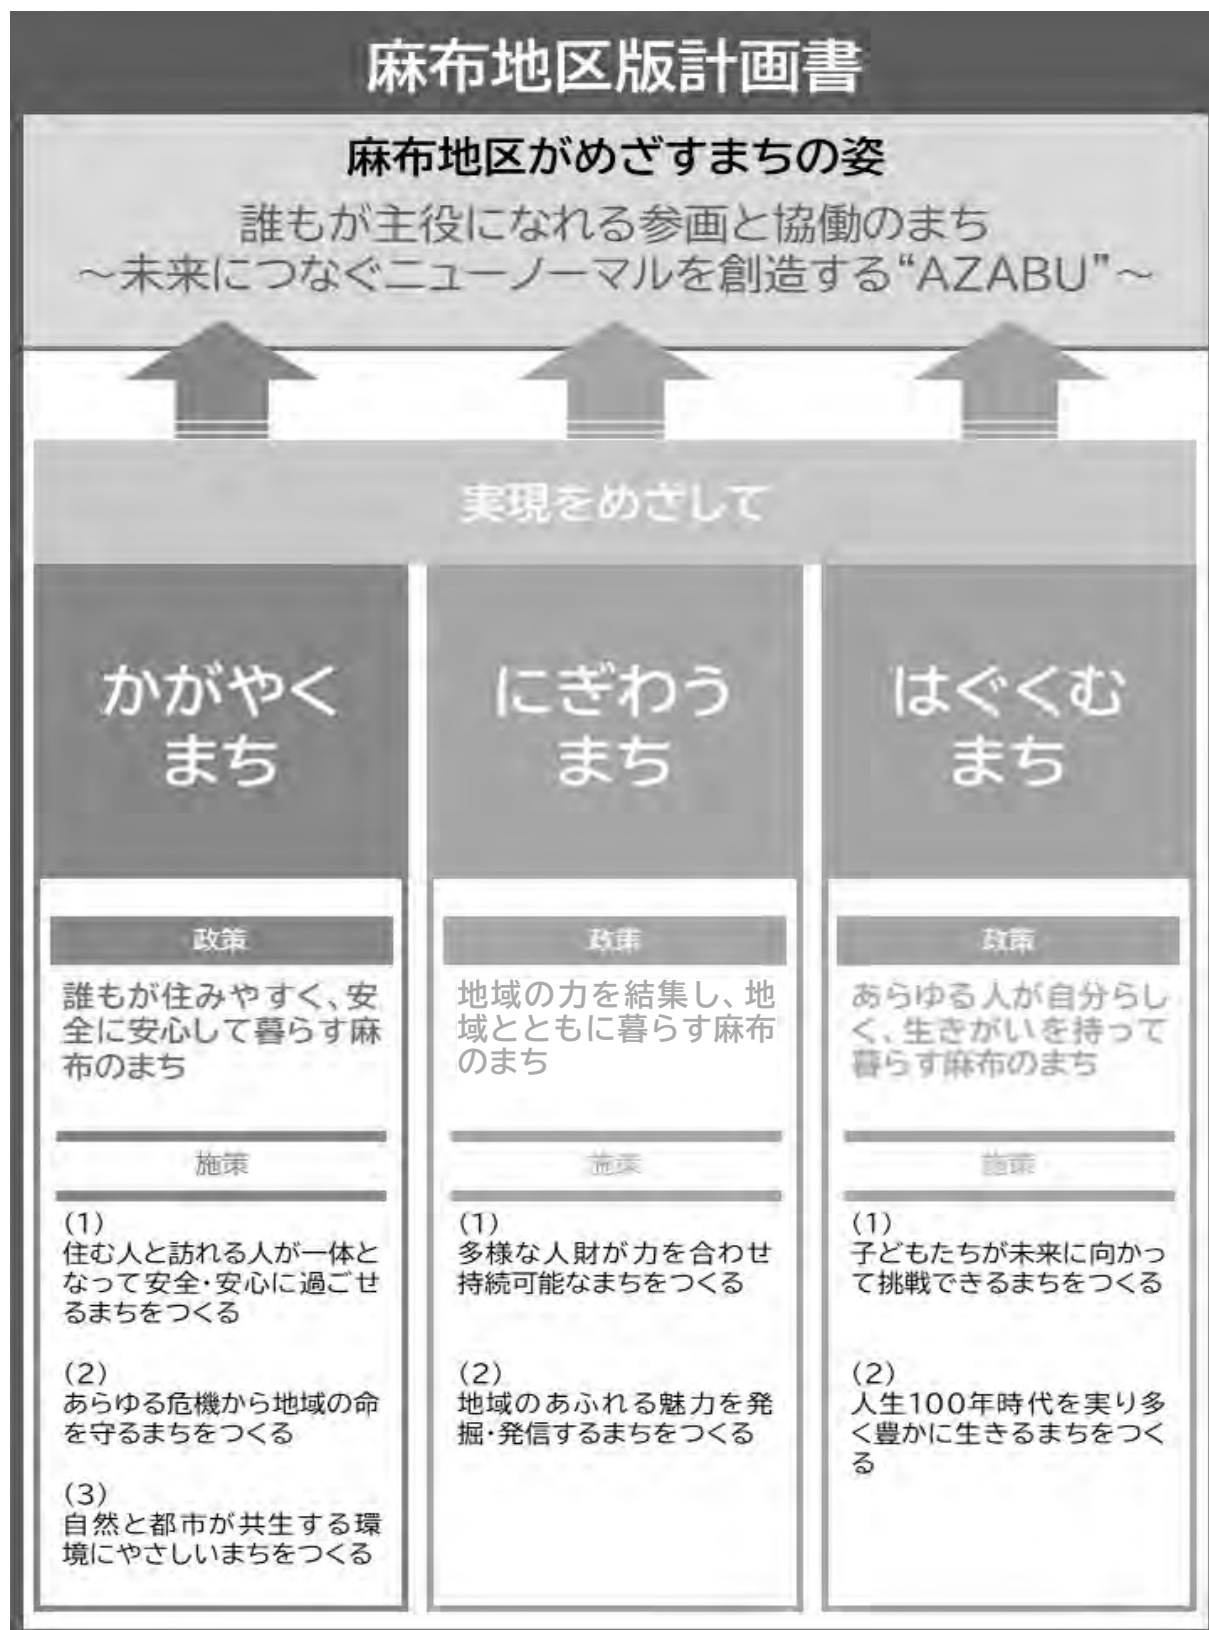 麻布地区版計画書
麻布地区がめざすまちの姿
誰もが主役になれる参画と協働のまち
～未来につなぐニューノーマルを創造する“AZABU”～
実現をめざして
かがやく
まち
政策
誰もが住みやすく、安
全に安心して暮らす麻
布のまち
施策
(1)
住む人と訪れる人が一体と
なって安全・安心に過ごせ
るまちをつくる
(2)
あらゆる危機から地域の命
を守るまちをつくる
(3)
自然と都市が共生する環
境にやさしいまちをつくる
にぎわう
まち
政策
地域の力を結集し、地
域とともに暮らす麻布
のまち
施策
(1)
多様な人財が力を合わせ
持続可能なまちをつくる
(2)
地域のあふれる魅力を発
掘・発信するまちをつくる
はぐくむ
まち
政策
あらゆる人が自分らし
く、生きがいを持って
暮らす麻布のまち
施策
(1)
子どもたちが未来に向かっ
て挑戦できるまちをつくる
(2)
人生100年時代を実り多
く豊かに生きるまちをつく
る